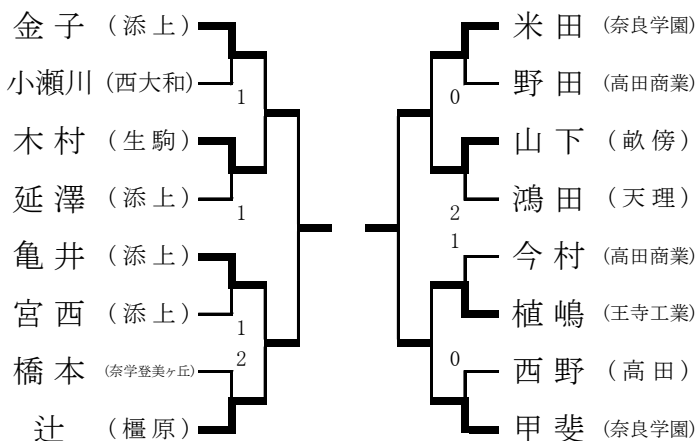 金子 (添上)
小瀬川 (西大和)
1
木村 (生駒)
延澤 (添上)
1
亀井 (添上)
宮西 (添上)
1
2
橋本 (奈学登美ヶ丘)
辻 (橿原)
米田 (奈良学園)
0
野田 (高田商業)
山下 (畝傍)
鴻田 (天理)
2
1
今村 (高田商業)
植嶋 (王寺工業)
0
西野 (高田)
甲斐 (奈良学園)